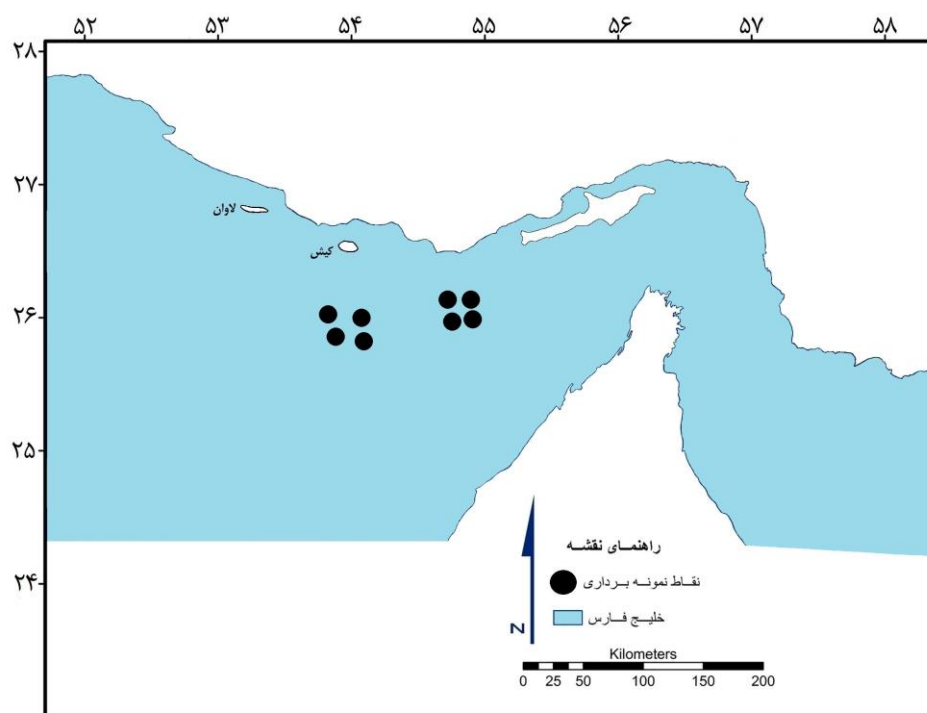 ۵۲ ۵۳ ۵۴ ۵۵ ۵۶ ۵۷ ۵۸
۲۸
۲۷
لاوان
کیش
۲۶
۲۵
راهنمای نقشه
۲۴
نقاط نمونه برداری
خلیج فارس
N
Kilometers
0 25 50 100 150 200